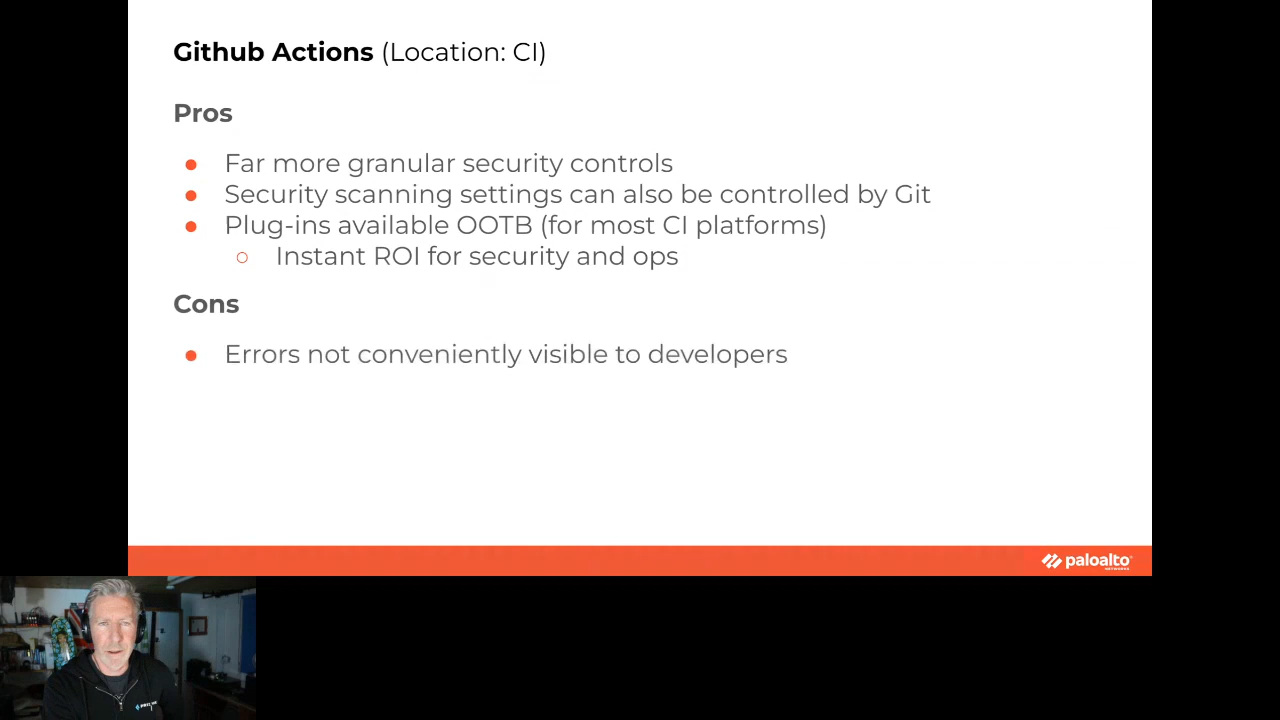 Github Actions (Location: CI)
Pros
● Far more granular security controls
● Security scanning settings can also be controlled by Git
● Plug-ins available OOTB (for most CI platforms)
○ Instant ROI for security and ops
Cons
● Errors not conveniently visible to developers
paloalto
NETWORKS